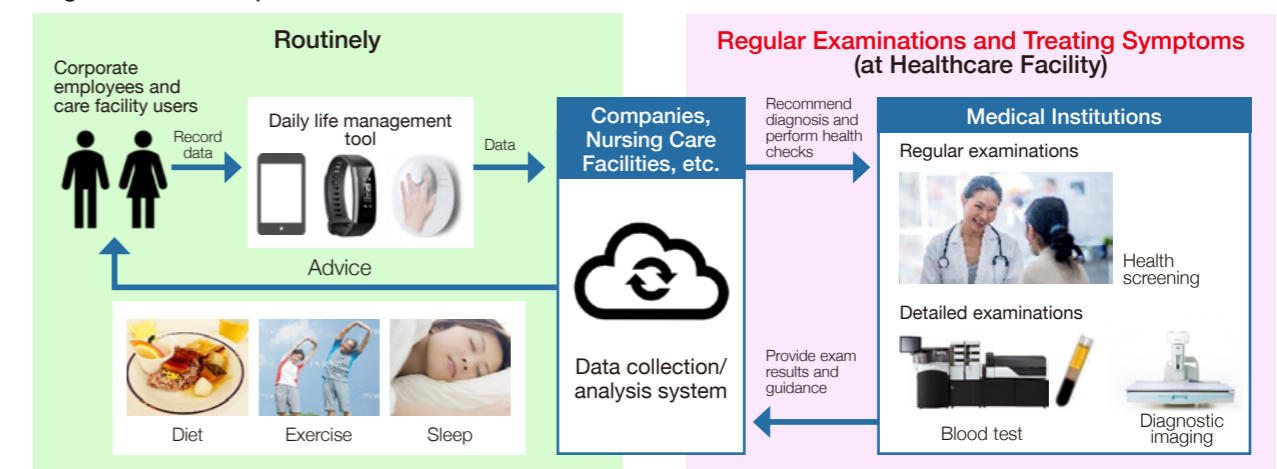 Routinely
Corporate
employees and
care facility users
Record
data
Daily life management
tool
Data
Advice
Diet
Exercise
Sleep
Companies,
Nursing Care
Facilities, etc.
Data collection/
analysis system
Regular Examinations and Treating Symptoms
(at Healthcare Facility)
Recommend
diagnosis and
perform health
checks
Provide exam
results and
guidance
Medical Institutions
Regular examinations
Health
screening
Detailed examinations
Blood test
Diagnostic
imaging